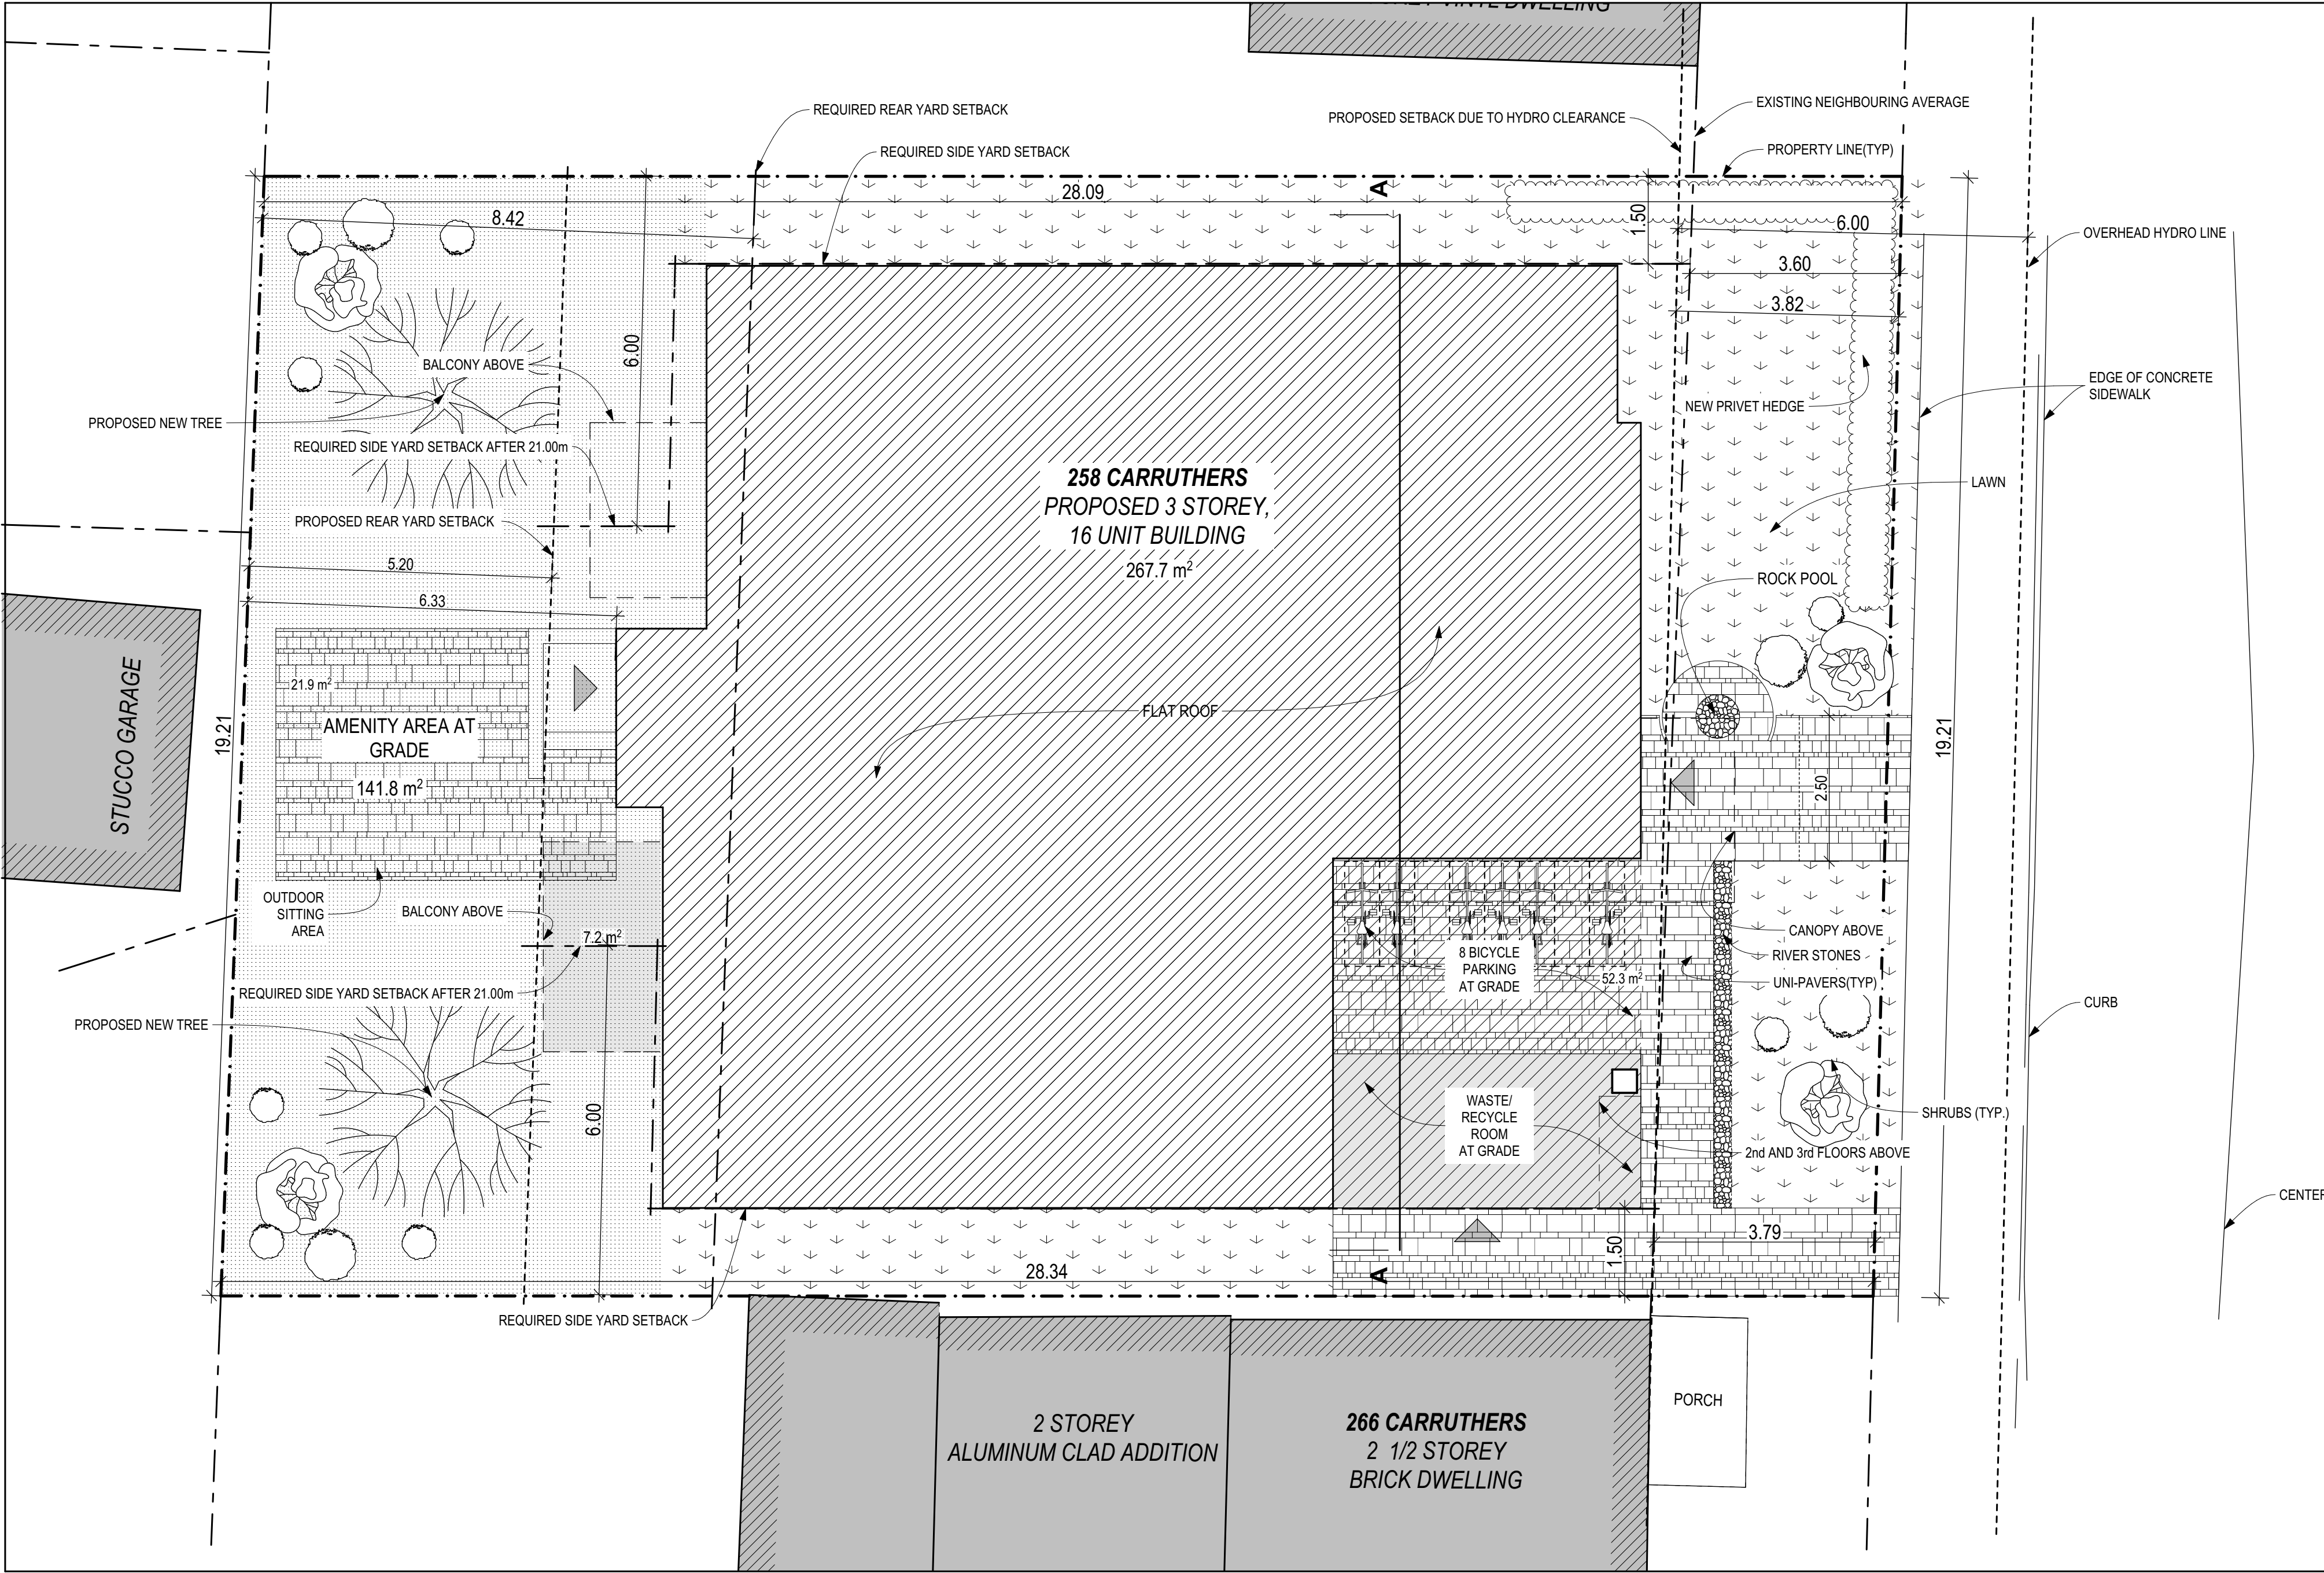 REQUIRED REAR YARD SETBACK
REQUIRED SIDE YARD SETBACK
PROPOSED SETBACK DUE TO HYDRO CLEARANCE
EXISTING NEIGHBOURING AVERAGE
PROPERTY LINE(TYP)
28.09
8.42
A
1.50
6.00
3.60
3.82
OVERHEAD HYDRO LINE
6.00
BALCONY ABOVE
PROPOSED NEW TREE
REQUIRED SIDE YARD SETBACK AFTER 21.00m
PROPOSED REAR YARD SETBACK
5.20
6.33
258 CARRUTHERS
PROPOSED 3 STOREY,
16 UNIT BUILDING
267.7 m²
NEW PRIVET HEDGE
EDGE OF CONCRETE
SIDEWALK
LAWN
ROCK POOL
STUCCO GARAGE
19.21
21.9 m²
AMENITY AREA AT
GRADE
141.8 m²
FLAT ROOF
2.50
19.21
OUTDOOR
SITTING
AREA
BALCONY ABOVE
7.2 m²
REQUIRED SIDE YARD SETBACK AFTER 21.00m
PROPOSED NEW TREE
6.00
8 BICYCLE
PARKING
AT GRADE
52.3 m²
CANOPY ABOVE
RIVER STONES
UNI-PAVERS(TYP)
CURB
WASTE/
RECYCLE
ROOM
AT GRADE
SHRUBS (TYP.)
2nd AND 3rd FLOORS ABOVE
CENTER
3.79
1.50
28.34
A
REQUIRED SIDE YARD SETBACK
2 STOREY
ALUMINUM CLAD ADDITION
266 CARRUTHERS
2 1/2 STOREY
BRICK DWELLING
PORCH